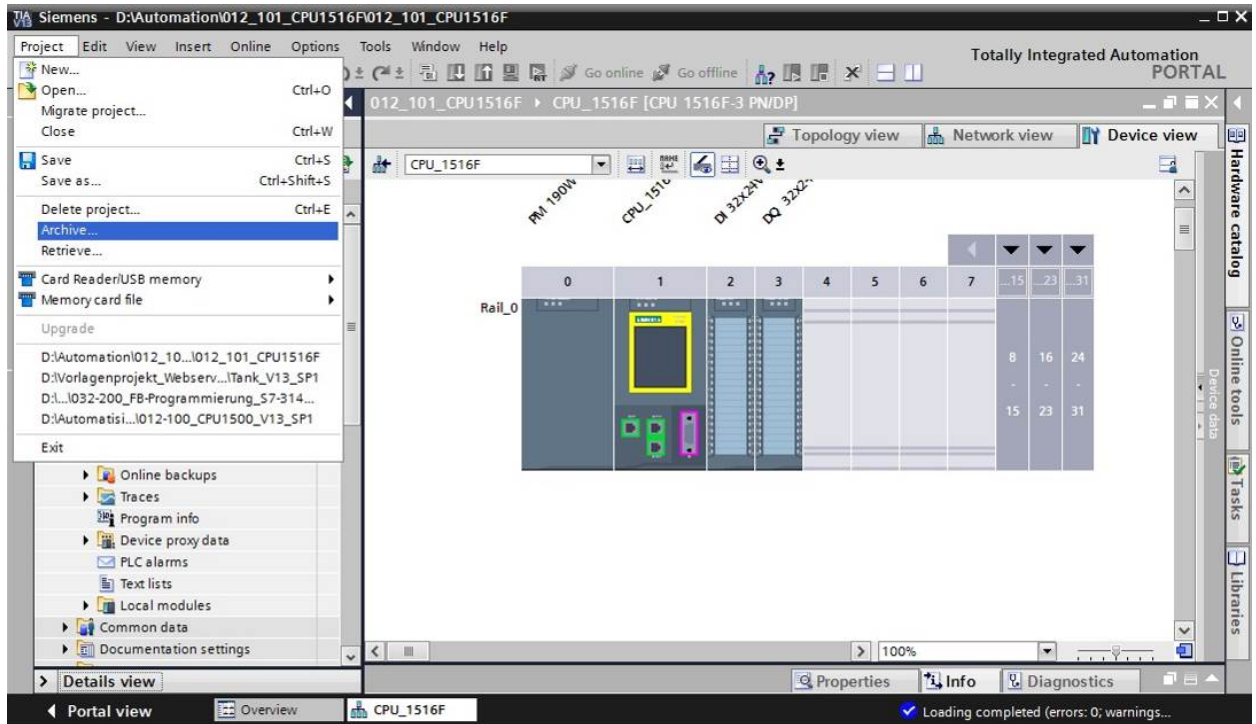 Siemens - D:\Automation\012_101_CPU1516F\012_101_CPU1516F
Project Edit View Insert Online Options Tools Window Help
Totally Integrated Automation
PORTAL
Go online Go offline
New...
Open... Ctrl+O
Migrate project...
Close Ctrl+W
Save Ctrl+S
Save as... Ctrl+Shift+S
Delete project... Ctrl+E
Archive...
Retrieve...
Card Reader/USB memory
Memory card file
Upgrade
D:\Automation\012_10...\012_101_CPU1516F
D:\Vorlagenprojekt_Webserv...\Tank_V13_SP1
D:\...\032-200_FB-Programmierung_S7-314...
D:\Automatisi...\012-100_CPU1500_V13_SP1
Exit
Online backups
Traces
Program info
Device proxy data
PLC alarms
Text lists
Local modules
Common data
Documentation settings
Details view
012_101_CPU1516F CPU_1516F [CPU 1516F-3 PN/DP]
Topology view Network view Device view
CPU_1516F
PM 190W CPU_1516 DI 32x24V DQ 32x24
0 1 2 3 4 5 6 7 ...15 ...23 ...31
Rail_0
8 16 24
- - -
15 23 31
100%
Properties Info Diagnostics
Device data
Hardware catalog
Online tools
Tasks
Libraries
Portal view Overview CPU_1516F Loading completed (errors: 0; warnings...